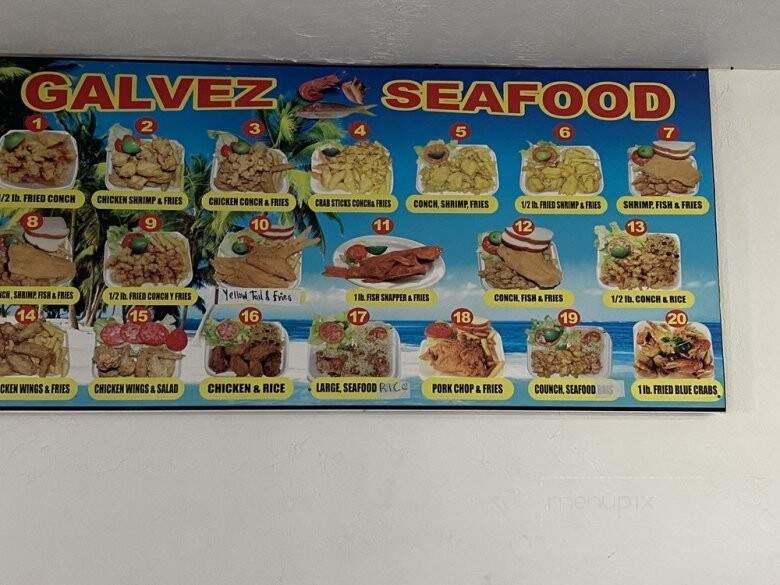 GALVEZ SEAFOOD
1 2 3 4 5 6 7
1/2 lb. FRIED CONCH
CHICKEN SHRIMP & FRIES
CHICKEN CONCH & FRIES
CRAB STICKS CONCH& FRIES
CONCH, SHRIMP, FRIES
1/2 lb. FRIED SHRIMP & FRIES
SHRIMP, FISH & FRIES
8 9 10 11 12 13
NCH, SHRIMP, FISH & FRIES
1/2 lb. FRIED CONCH Y FRIES
Yellow Tail & fries
1 lb. FISH SNAPPER & FRIES
CONCH, FISH & FRIES
1/2 lb. CONCH & RICE
14 15 16 17 18 19 20
CKEN WINGS & FRIES
CHICKEN WINGS & SALAD
CHICKEN & RICE
LARGE, SEAFOOD RICE
PORK CHOP & FRIES
COUNCH, SEAFOOD
1 lb. FRIED BLUE CRABS
menupix